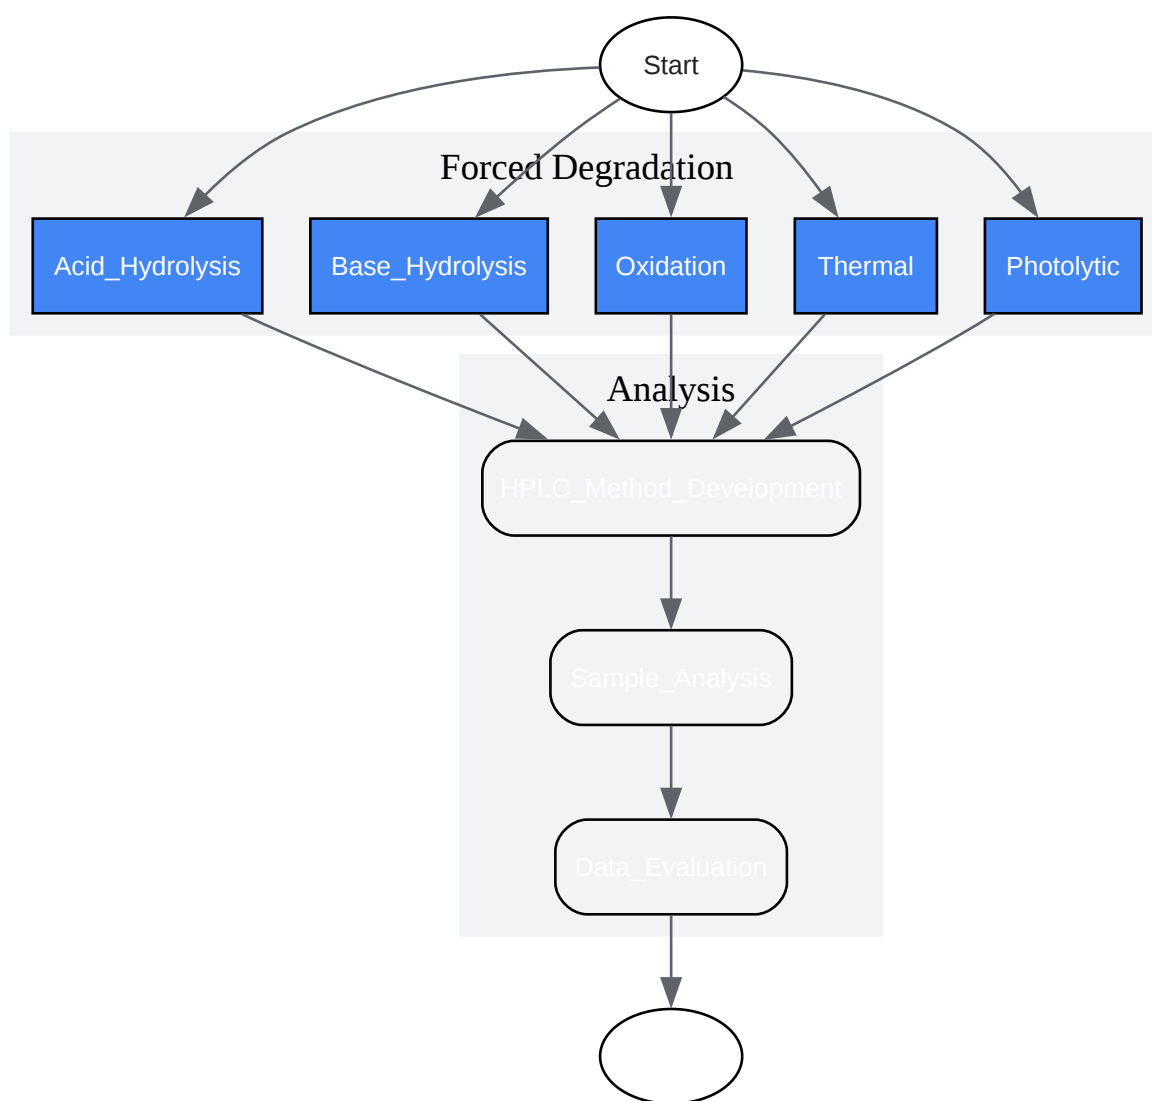 Start
Forced Degradation
Acid_Hydrolysis
Base_Hydrolysis
Oxidation
Thermal
Photolytic
Analysis
HPLC_Method_Development
Sample_Analysis
Data_Evaluation